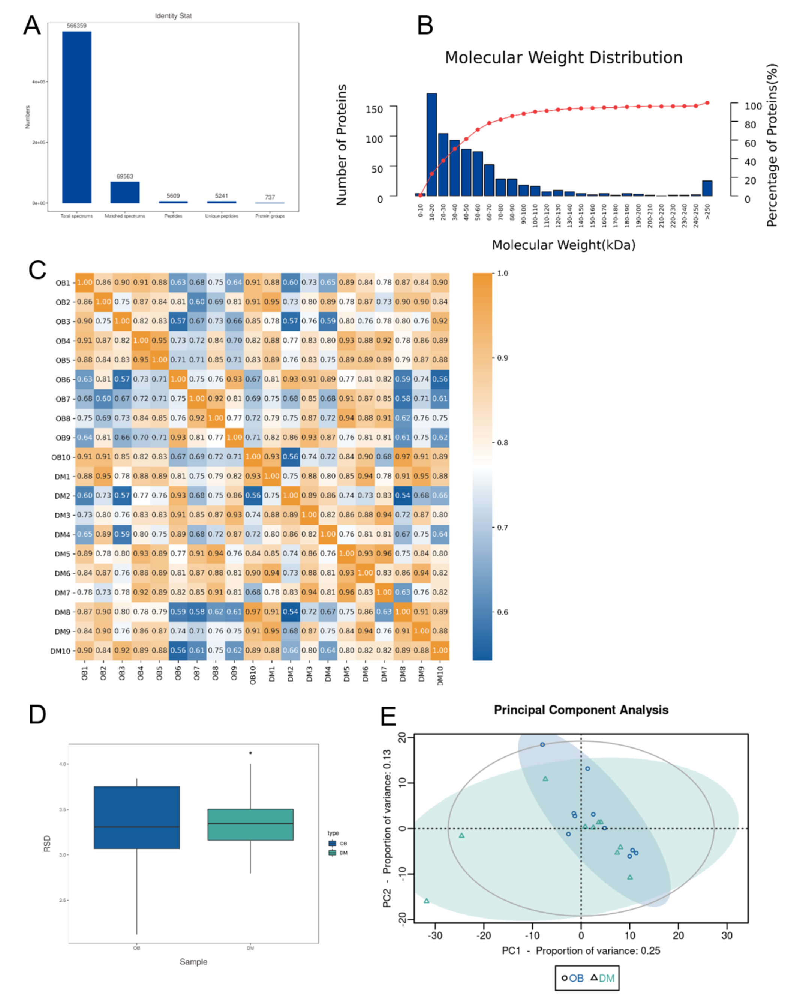 A
Identity Stat
566359
69563
5609
5241
737
4e+05
2e+05
0e+00
Numbers
Total spectrums
Matched spectrums
Peptides
Unique peptides
Protein groups
B
Molecular Weight Distribution
Number of Proteins
150
100
50
0
100
80
60
40
20
0
Percentage of Proteins(%)
0-10
10-20
20-30
30-40
40-50
50-60
60-70
70-80
80-90
90-100
100-110
110-120
120-130
130-140
140-150
150-160
160-170
170-180
180-190
190-200
200-210
210-220
220-230
230-240
240-250
>250
Molecular Weight(kDa)
C
OB1 1.00 0.86 0.90 0.91 0.88 0.63 0.68 0.75 0.64 0.91 0.88 0.60 0.73 0.65 0.89 0.84 0.78 0.87 0.84 0.90
OB2 0.86 1.00 0.75 0.87 0.84 0.81 0.60 0.69 0.81 0.91 0.95 0.73 0.80 0.89 0.78 0.87 0.73 0.90 0.90 0.84
OB3 0.90 0.75 1.00 0.82 0.83 0.57 0.67 0.73 0.66 0.85 0.78 0.57 0.76 0.59 0.80 0.76 0.78 0.80 0.76 0.92
OB4 0.91 0.87 0.82 1.00 0.95 0.73 0.72 0.84 0.70 0.82 0.88 0.77 0.83 0.80 0.93 0.88 0.92 0.78 0.86 0.89
OB5 0.88 0.84 0.83 0.95 1.00 0.71 0.71 0.85 0.71 0.83 0.89 0.76 0.83 0.75 0.89 0.89 0.89 0.79 0.87 0.88
OB6 0.63 0.81 0.57 0.73 0.71 1.00 0.75 0.76 0.93 0.67 0.81 0.93 0.91 0.89 0.77 0.81 0.82 0.59 0.74 0.56
OB7 0.68 0.60 0.67 0.72 0.71 0.75 1.00 0.92 0.81 0.69 0.75 0.68 0.85 0.68 0.91 0.87 0.85 0.58 0.71 0.61
OB8 0.75 0.69 0.73 0.84 0.85 0.76 0.92 1.00 0.77 0.72 0.79 0.75 0.87 0.72 0.94 0.88 0.91 0.62 0.76 0.75
OB9 0.64 0.81 0.66 0.70 0.71 0.93 0.81 0.77 1.00 0.71 0.82 0.86 0.93 0.87 0.76 0.81 0.81 0.61 0.75 0.62
OB10 0.91 0.91 0.85 0.82 0.83 0.67 0.69 0.72 0.71 1.00 0.93 0.56 0.74 0.72 0.84 0.90 0.68 0.97 0.91 0.89
DM1 0.88 0.95 0.78 0.88 0.89 0.81 0.75 0.79 0.82 0.93 1.00 0.75 0.88 0.80 0.85 0.94 0.78 0.91 0.95 0.88
DM2 0.60 0.73 0.57 0.77 0.76 0.93 0.68 0.75 0.86 0.56 0.75 1.00 0.89 0.86 0.74 0.73 0.83 0.54 0.68 0.66
DM3 0.73 0.80 0.76 0.83 0.83 0.91 0.85 0.87 0.93 0.74 0.88 0.89 1.00 0.82 0.86 0.88 0.94 0.72 0.87 0.80
DM4 0.65 0.89 0.59 0.80 0.75 0.89 0.68 0.72 0.87 0.72 0.80 0.86 0.82 1.00 0.76 0.81 0.81 0.67 0.75 0.64
DM5 0.89 0.78 0.80 0.93 0.89 0.77 0.91 0.94 0.76 0.84 0.85 0.74 0.86 0.76 1.00 0.93 0.96 0.75 0.84 0.80
DM6 0.84 0.87 0.76 0.88 0.89 0.81 0.87 0.88 0.81 0.90 0.94 0.73 0.88 0.81 0.93 1.00 0.83 0.86 0.94 0.82
DM7 0.78 0.73 0.78 0.92 0.89 0.82 0.85 0.91 0.81 0.68 0.78 0.83 0.94 0.81 0.96 0.83 1.00 0.63 0.76 0.82
DM8 0.87 0.90 0.80 0.78 0.79 0.59 0.58 0.62 0.61 0.97 0.91 0.54 0.72 0.67 0.75 0.86 0.63 1.00 0.91 0.89
DM9 0.84 0.90 0.76 0.86 0.87 0.74 0.71 0.76 0.75 0.91 0.95 0.68 0.87 0.75 0.84 0.94 0.76 0.91 1.00 0.88
DM10 0.90 0.84 0.92 0.89 0.88 0.56 0.61 0.75 0.62 0.89 0.88 0.66 0.80 0.64 0.80 0.82 0.82 0.89 0.88 1.00
OB1 OB2 OB3 OB4 OB5 OB6 OB7 OB8 OB9 OB10 DM1 DM2 DM3 DM4 DM5 DM6 DM7 DM8 DM9 DM10
1.0
0.9
0.8
0.7
0.6
D
4.0
3.5
3.0
2.5
RSD
OB
DM
Sample
type
OB
DM
E
Principal Component Analysis
20
10
0
-10
-20
PC2 - Proportion of variance: 0.13
-30 -20 -10 0 10 20 30
PC1 - Proportion of variance: 0.25
OB DM